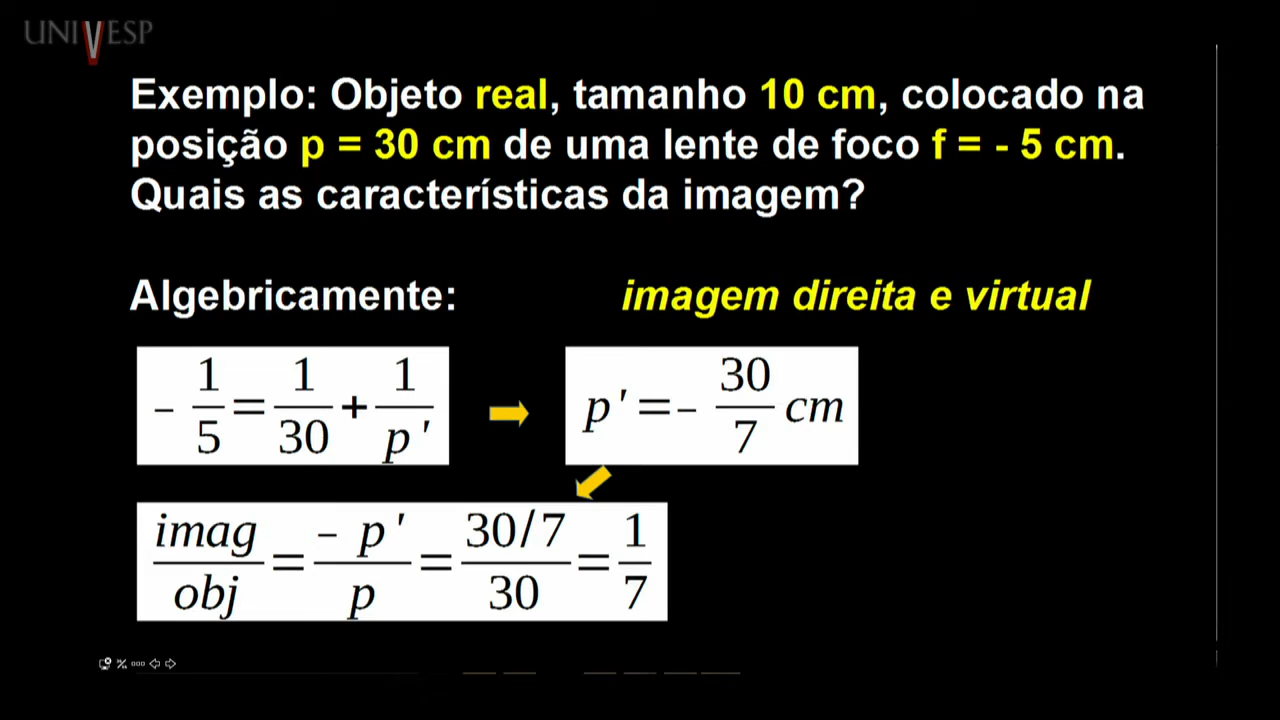 UNIVESP
Exemplo: Objeto real, tamanho 10 cm, colocado na
posição p = 30 cm de uma lente de foco f = - 5 cm.
Quais as características da imagem?
Algebricamente: imagem direita e virtual
- 1/5 = 1/30 + 1/p' p' = - 30/7 cm
imag/obj = - p'/p = 30/7/30 = 1/7